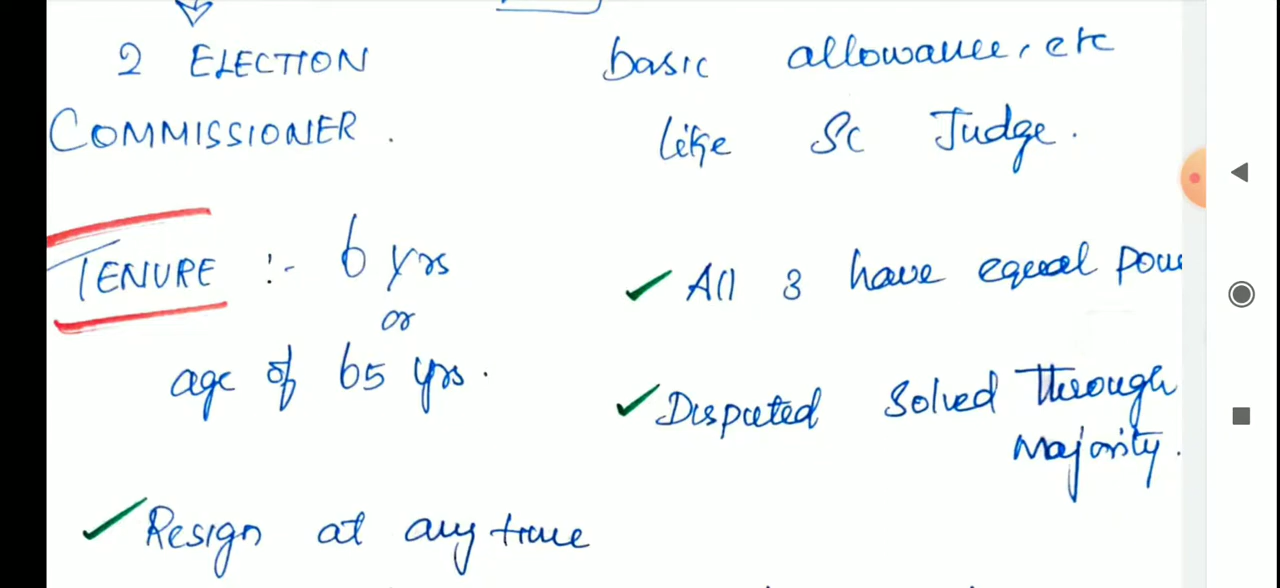 2 ELECTION
COMMISSIONER.
TENURE :- 6 yrs
or
age of 65 yrs.
✓ Resign at any time
basic allowance, etc
like SC Judge.
✓ All 3 have equal pow
✓ Disputed solved through
majority.